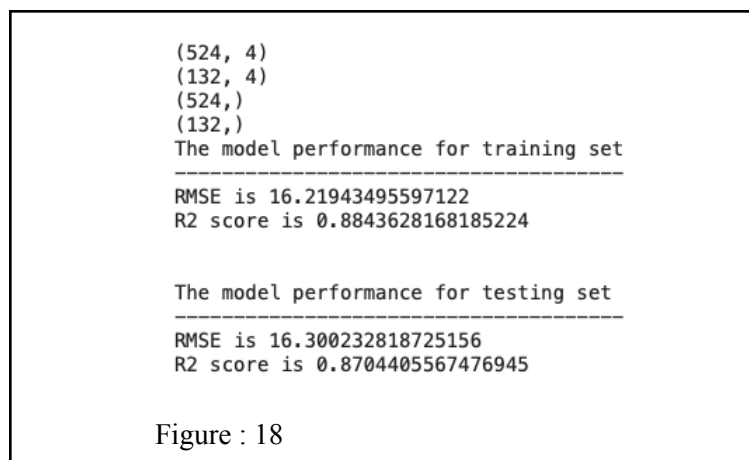 (524, 4)
(132, 4)
(524,)
(132,)
The model performance for training set
--------------------------------------
RMSE is 16.21943495597122
R2 score is 0.8843628168185224
The model performance for testing set
--------------------------------------
RMSE is 16.300232818725156
R2 score is 0.8704405567476945
Figure : 18